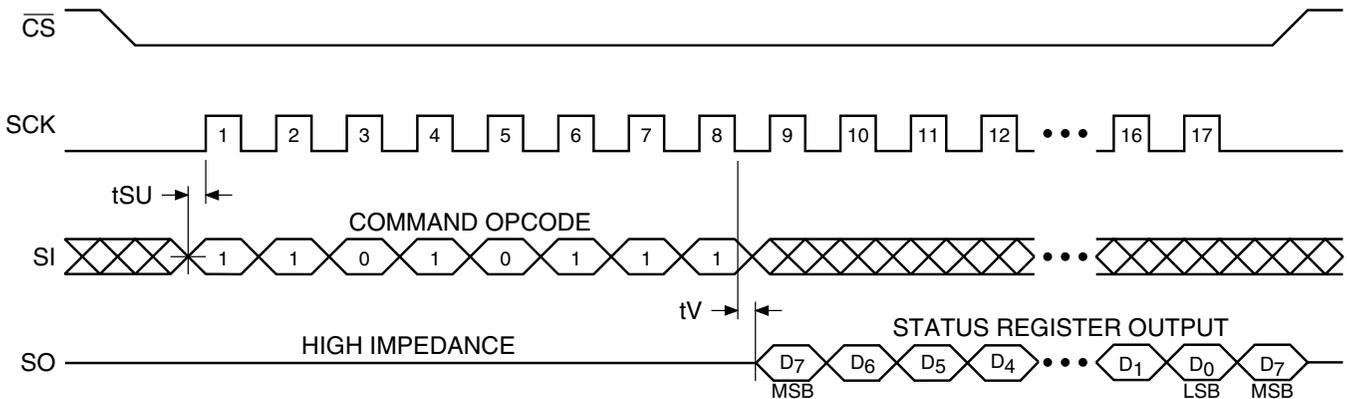 CS
SCK 1 2 3 4 5 6 7 8 9 10 11 12 ••• 16 17
tSU
COMMAND OPCODE
SI 1 1 0 1 0 1 1 1 •••
tV
STATUS REGISTER OUTPUT
HIGH IMPEDANCE
SO D7 D6 D5 D4 ••• D1 D0 D7
MSB LSB MSB